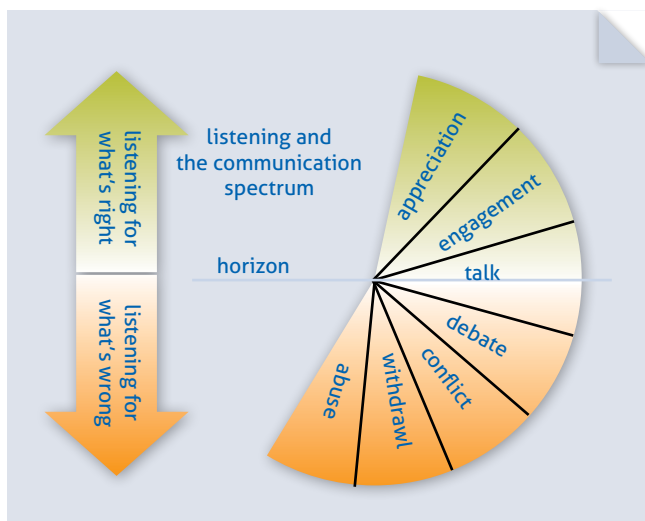 listening for
what's right
listening and
the communication
spectrum
appreciation
engagement
horizon
talk
listening for
what's wrong
debate
conflict
withdrawl
abuse